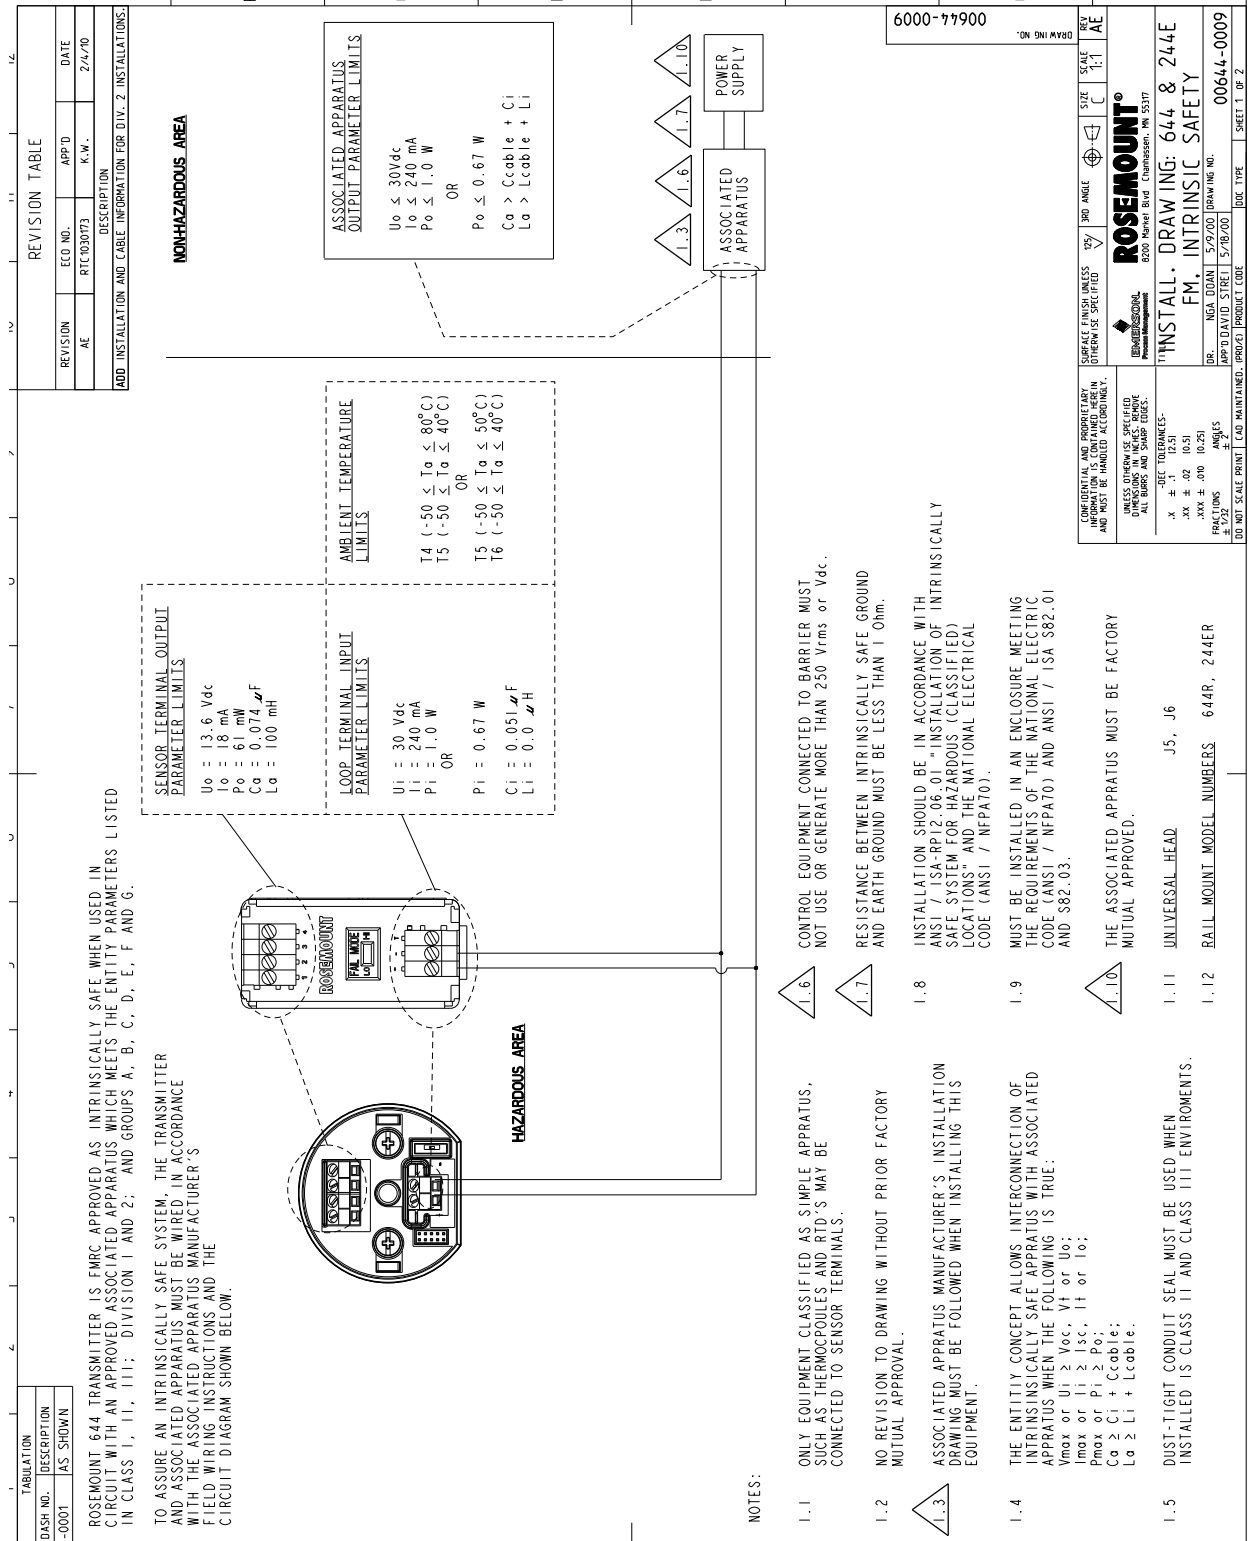 TABULATION
DASH NO. DESCRIPTION
-0001 AS SHOWN
REVISION TABLE
REVISION ECO NO. APP'D DATE
AE RTC1030173 K.W. 2/4/10
DESCRIPTION
ADD INSTALLATION AND CABLE INFORMATION FOR DIV. 2 INSTALLATIONS.
ROSEMOUNT 644 TRANSMITTER IS FMRC APPROVED AS INTRINSICALLY SAFE WHEN USED IN
CIRCUIT WITH AN APPROVED ASSOCIATED APPARATUS WHICH MEETS THE ENTITY PARAMETERS LISTED
IN CLASS I, II, III; DIVISION 1 AND 2; AND GROUPS A, B, C, D, E, F AND G.
TO ASSURE AN INTRINSICALLY SAFE SYSTEM, THE TRANSMITTER
AND ASSOCIATED APPARATUS MUST BE WIRED IN ACCORDANCE
WITH THE ASSOCIATED APPARATUS MANUFACTURER'S
FIELD WIRING INSTRUCTIONS AND THE
CIRCUIT DIAGRAM SHOWN BELOW.
SENSOR TERMINAL OUTPUT
PARAMETER LIMITS
Uo = 13.6 Vdc
Io = 18 mA
Po = 61 mW
Ca = 0.074 µF
La = 100 mH
LOOP TERMINAL INPUT
PARAMETER LIMITS
Ui = 30 Vdc
Ii = 240 mA
Pi = 1.0 W
OR
Pi = 0.67 W
Ci = 0.051 µF
Li = 0.0 µH
AMBIENT TEMPERATURE
LIMITS
T4 (-50 ≤ Ta ≤ 80°C)
T5 (-50 ≤ Ta ≤ 40°C)
OR
T5 (-50 ≤ Ta ≤ 50°C)
T6 (-50 ≤ Ta ≤ 40°C)
NON-HAZARDOUS AREA
ASSOCIATED APPARATUS
OUTPUT PARAMETER LIMITS
Uo ≤ 30Vdc
Io ≤ 240 mA
Po ≤ 1.0 W
OR
Po ≤ 0.67 W
Ca > Ccable + Ci
La > Lcable + Li
1 2 3 4
ROSEMOUNT
FAIL MODE
LO HI
+ - T
HAZARDOUS AREA
1.3 1.6 1.7 1.10
ASSOCIATED
APPARATUS
POWER
SUPPLY
NOTES:
1.1 ONLY EQUIPMENT CLASSIFIED AS SIMPLE APPARATUS,
SUCH AS THERMOCPOULES AND RTD'S MAY BE
CONNECTED TO SENSOR TERMINALS.
1.2 NO REVISION TO DRAWING WITHOUT PRIOR FACTORY
MUTUAL APPROVAL.
1.3 ASSOCIATED APPARATUS MANUFACTURER'S INSTALLATION
DRAWING MUST BE FOLLOWED WHEN INSTALLING THIS
EQUIPMENT.
1.4 THE ENTITIY CONCEPT ALLOWS INTERCONNECTION OF
INTRINSINSICALLY SAFE APPRATUS WITH ASSOCIATED
APPRATUS WHEN THE FOLLOWING IS TRUE:
Vmax or Ui ≥ Voc, Vt or Uo;
Imax or Ii ≥ Isc, It or Io;
Pmax or Pi ≥ Po;
Ca ≥ Ci + Ccable;
La ≥ Li + Lcable.
1.5 DUST-TIGHT CONDUIT SEAL MUST BE USED WHEN
INSTALLED IS CLASS II AND CLASS III ENVIROMENTS.
1.6 CONTROL EQUIPMENT CONNECTED TO BARRIER MUST
NOT USE OR GENERATE MORE THAN 250 Vrms or Vdc.
1.7 RESISTANCE BETWEEN INTRINSICALLY SAFE GROUND
AND EARTH GROUND MUST BE LESS THAN 1 Ohm.
1.8 INSTALLATION SHOULD BE IN ACCORDANCE WITH
ANSI / ISA-RP12.06.01 "INSTALLATION OF INTRINSICALLY
SAFE SYSTEM FOR HAZARDOUS (CLASSIFIED)
LOCATIONS" AND THE NATIONAL ELECTRICAL
CODE (ANSI / NFPA70).
1.9 MUST BE INSTALLED IN AN ENCLOSURE MEETING
THE REQUIREMENTS OF THE NATIONAL ELECTRIC
CODE (ANSI / NFPA70) AND ANSI / ISA S82.01
AND S82.03.
1.10 THE ASSOCIATED APPRATUS MUST BE FACTORY
MUTUAL APPROVED.
1.11 UNIVERSAL HEAD J5, J6
1.12 RAIL MOUNT MODEL NUMBERS 644R, 244ER
DRAWING NO.
00644-0009
CONFIDENTIAL AND PROPRIETARY
INFORMATION IS CONTAINED HEREIN
AND MUST BE HANDLED ACCORDINGLY.
UNLESS OTHERWISE SPECIFIED
DIMENSIONS IN INCHES. REMOVE
ALL BURRS AND SHARP EDGES.
-DEC TOLERANCES-
.X ± .1 [2.5]
.XX ± .02 [0.5]
.XXX ± .010 [0.25]
FRACTIONS ANGLES
± 1/32 ± 2°
DO NOT SCALE PRINT CAD MAINTAINED, (PRO/E) PRODUCT CODE DOC TYPE SHEET 1 OF 2
SURFACE FINISH UNLESS
OTHERWISE SPECIFIED
125/ 3RD ANGLE SIZE C SCALE 1:1 REV AE
EMERSON.
Process Management
ROSEMOUNT®
8200 Market Blvd Chanhassen, MN 55317
TITLE
INSTALL. DRAWING: 644 & 244E
FM, INTRINSIC SAFETY
DR. NGA DOAN 5/9/00 DRAWING NO.
APP'D DAVID STREI 5/18/00 00644-0009